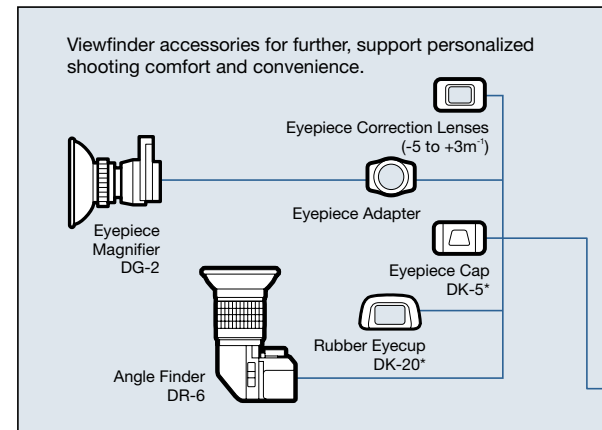 Viewfinder accessories for further, support personalized
shooting comfort and convenience.
Eyepiece Correction Lenses
(-5 to +3m⁻¹)
Eyepiece Adapter
Eyepiece
Magnifier
DG-2
Eyepiece Cap
DK-5*
Rubber Eyecup
DK-20*
Angle Finder
DR-6